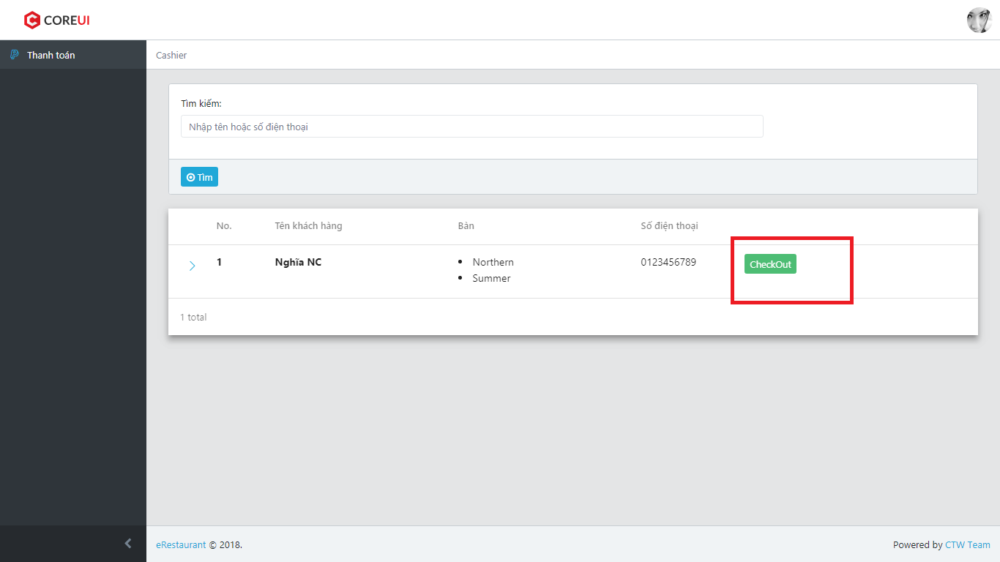 COREUI
Thanh toán
Cashier
Tìm kiếm:
Nhập tên hoặc số điện thoại
Tìm
No. Tên khách hàng Bàn Số điện thoại
1 Nghĩa NC Northern 0123456789 CheckOut
Summer
1 total
eRestaurant © 2018. Powered by CTW Team